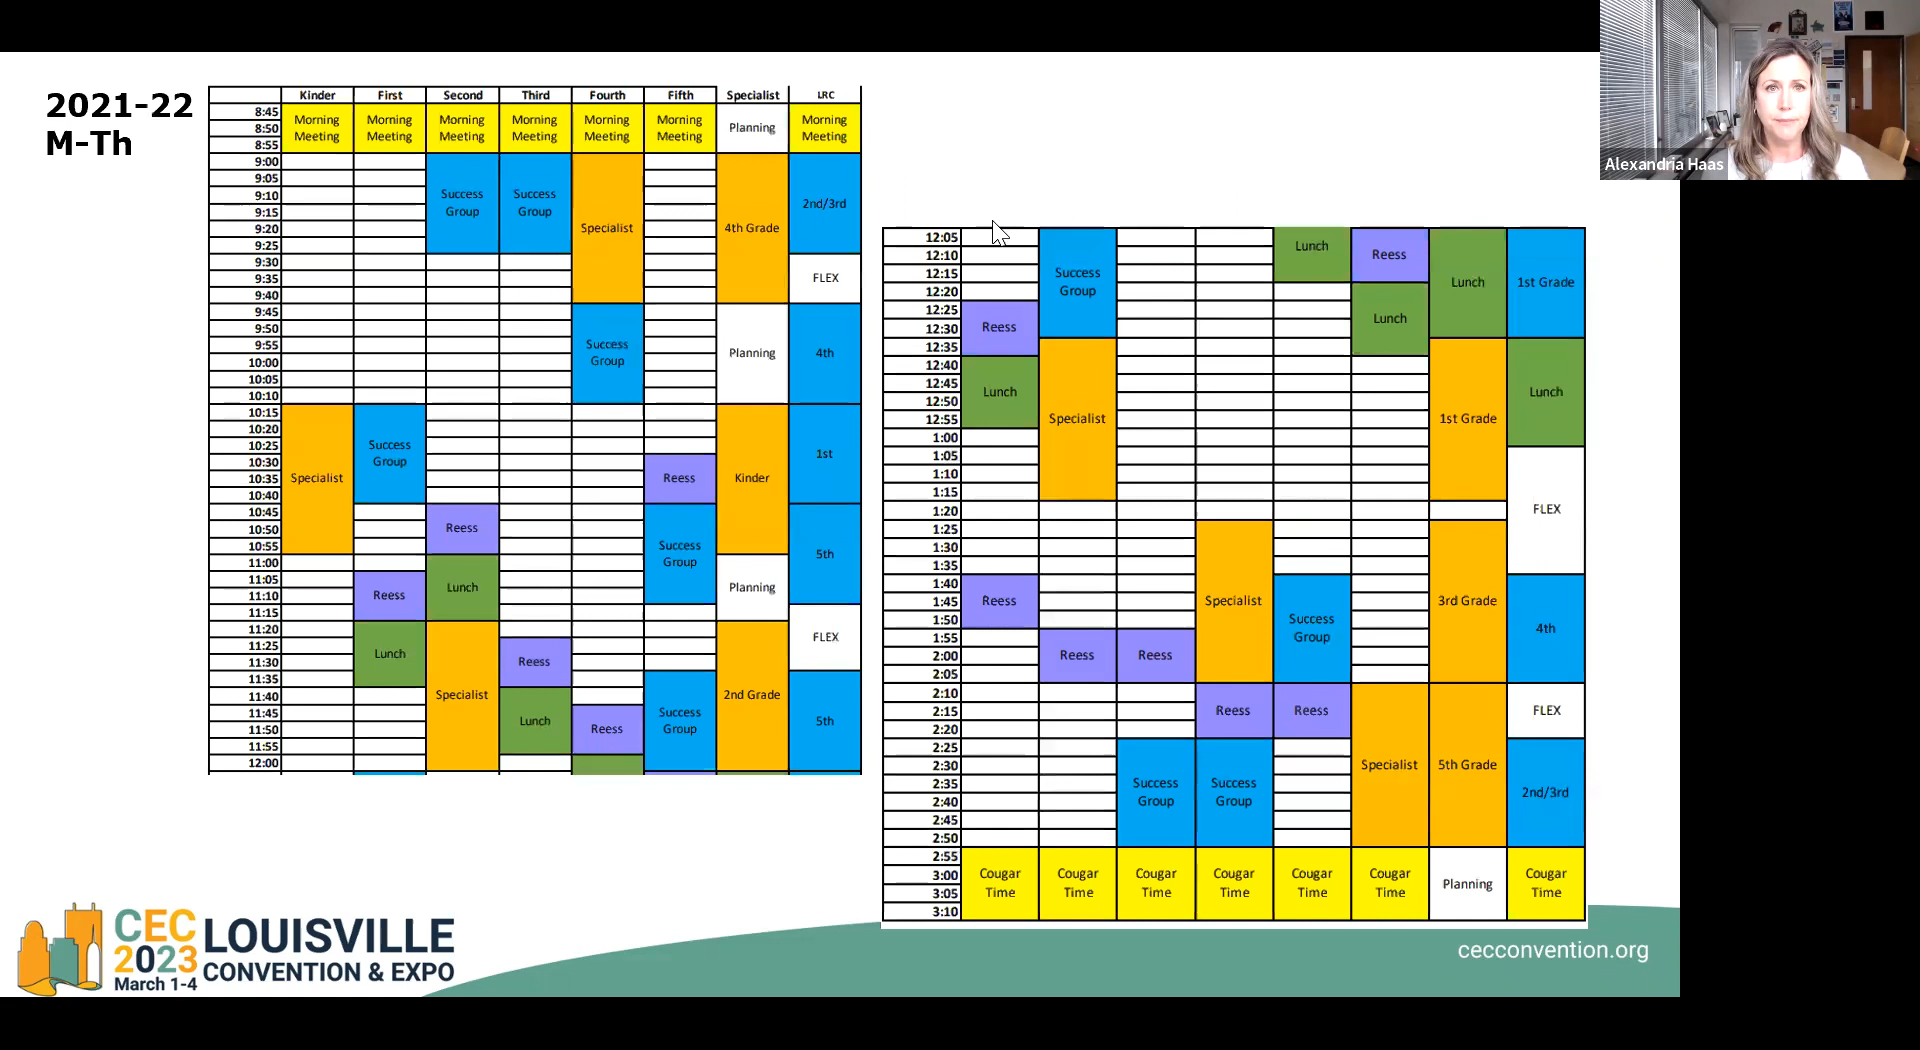 2021-22
M-Th
Kinder First Second Third Fourth Fifth Specialist LRC
8:45
8:50
8:55
Morning Meeting
Morning Meeting
Morning Meeting
Morning Meeting
Morning Meeting
Morning Meeting
Planning
Morning Meeting
9:00
9:05
9:10
9:15
9:20
9:25
Success Group
Success Group
Specialist
4th Grade
2nd/3rd
9:30
9:35
9:40
FLEX
9:45
9:50
9:55
10:00
10:05
10:10
Success Group
Planning
4th
10:15
10:20
10:25
10:30
10:35
10:40
Specialist
Success Group
Reess
Kinder
1st
10:45
10:50
10:55
Reess
Success Group
5th
11:00
11:05
11:10
11:15
Reess
Lunch
Planning
11:20
11:25
11:30
11:35
Lunch
Reess
FLEX
11:40
11:45
11:50
11:55
12:00
Specialist
Lunch
Reess
Success Group
2nd Grade
5th
12:05
12:10
12:15
12:20
Success Group
Lunch
Reess
Lunch
1st Grade
12:25
12:30
12:35
Reess
Lunch
12:40
12:45
12:50
12:55
Lunch
Specialist
1st Grade
Lunch
1:00
1:05
1:10
1:15
1:20
FLEX
1:25
1:30
1:35
1:40
1:45
1:50
Reess
Specialist
Success Group
3rd Grade
4th
1:55
2:00
2:05
Reess
Reess
2:10
2:15
2:20
Reess
Reess
FLEX
2:25
2:30
2:35
2:40
2:45
2:50
Success Group
Success Group
Specialist
5th Grade
2nd/3rd
2:55
3:00
3:05
3:10
Cougar Time
Cougar Time
Cougar Time
Cougar Time
Cougar Time
Cougar Time
Planning
Cougar Time
Alexandria Haas
CEC LOUISVILLE
2023 CONVENTION & EXPO
March 1-4
cecconvention.org